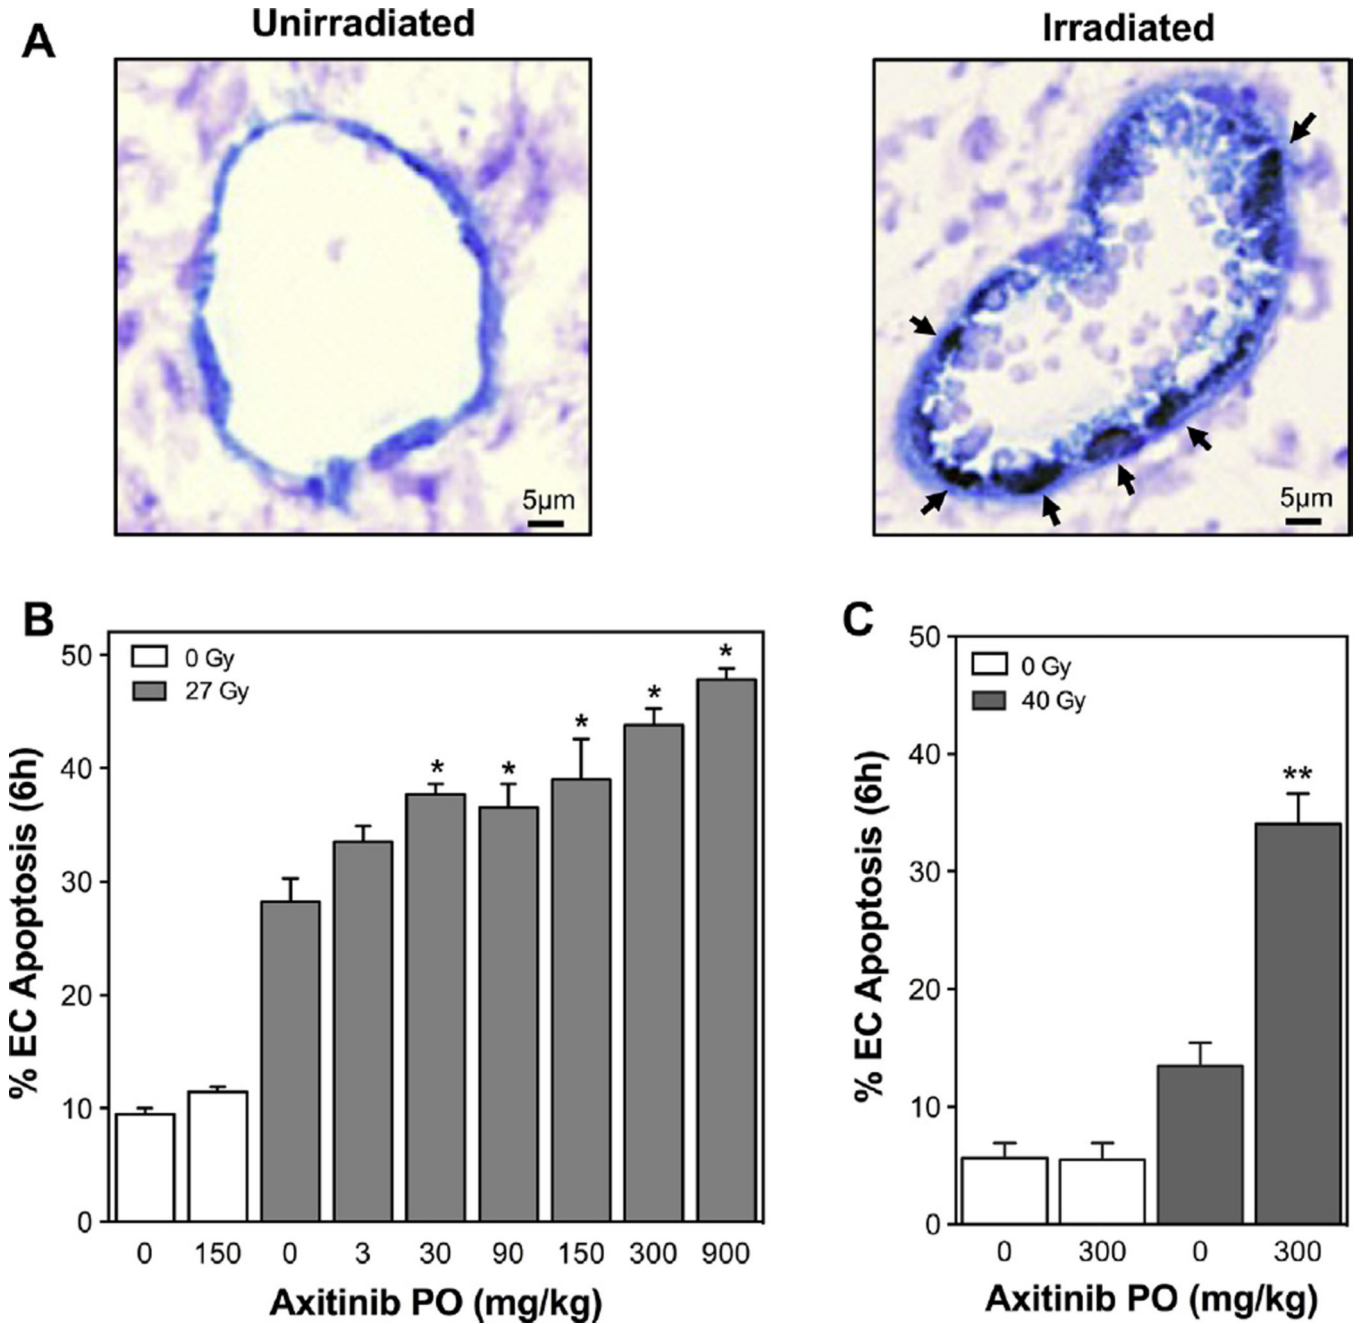 A
Unirradiated
Irradiated
5μm
5μm
B
0 Gy
27 Gy
% EC Apoptosis (6h)
50
40
30
20
10
0
* * * * *
0 150 0 3 30 90 150 300 900
Axitinib PO (mg/kg)
C
0 Gy
40 Gy
% EC Apoptosis (6h)
50
40
30
20
10
0
**
0 300 0 300
Axitinib PO (mg/kg)